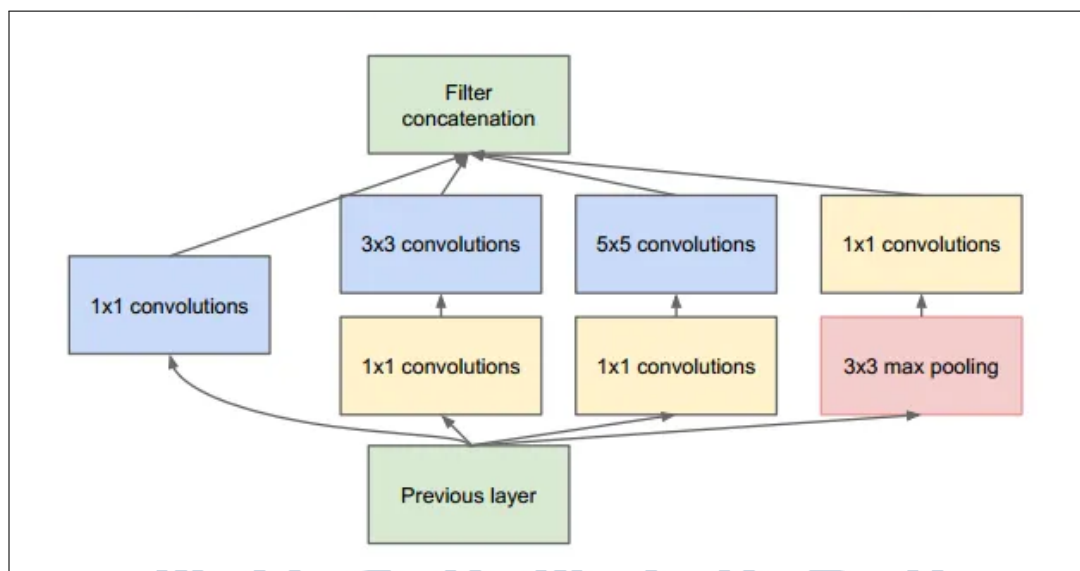 Filter
concatenation
3x3 convolutions
5x5 convolutions
1x1 convolutions
1x1 convolutions
1x1 convolutions
1x1 convolutions
3x3 max pooling
Previous layer